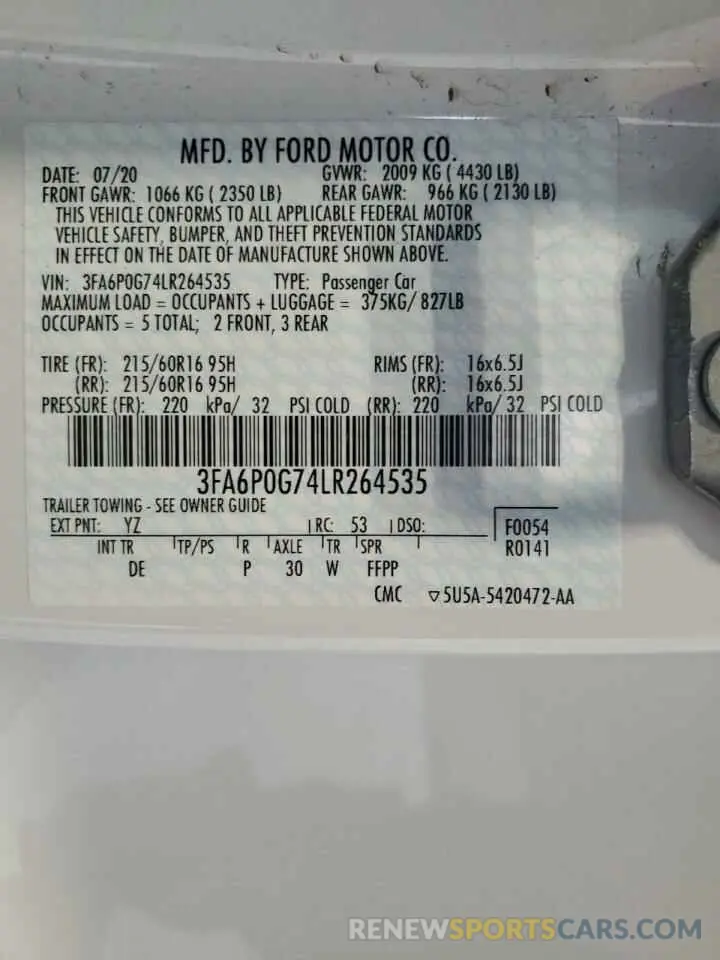 MFD. BY FORD MOTOR CO.
DATE: 07/20 GVWR: 2009 KG ( 4430 LB)
FRONT GAWR: 1066 KG ( 2350 LB) REAR GAWR: 966 KG ( 2130 LB)
THIS VEHICLE CONFORMS TO ALL APPLICABLE FEDERAL MOTOR
VEHICLE SAFETY, BUMPER, AND THEFT PREVENTION STANDARDS
IN EFFECT ON THE DATE OF MANUFACTURE SHOWN ABOVE.
VIN: 3FA6P0G74LR264535 TYPE: Passenger Car
MAXIMUM LOAD = OCCUPANTS + LUGGAGE = 375KG/ 827LB
OCCUPANTS = 5 TOTAL; 2 FRONT, 3 REAR
TIRE (FR): 215/60R16 95H RIMS (FR): 16x6.5J
(RR): 215/60R16 95H (RR): 16x6.5J
PRESSURE (FR): 220 kPa/ 32 PSI COLD (RR): 220 kPa/ 32 PSI COLD
3FA6P0G74LR264535
TRAILER TOWING - SEE OWNER GUIDE
EXT PNT: YZ RC: 53 DSO: F0054
INT TR TP/PS R AXLE TR SPR R0141
DE P 30 W FFPP
CMC ▽5U5A-5420472-AA
RENEWSPORTSCARS.COM